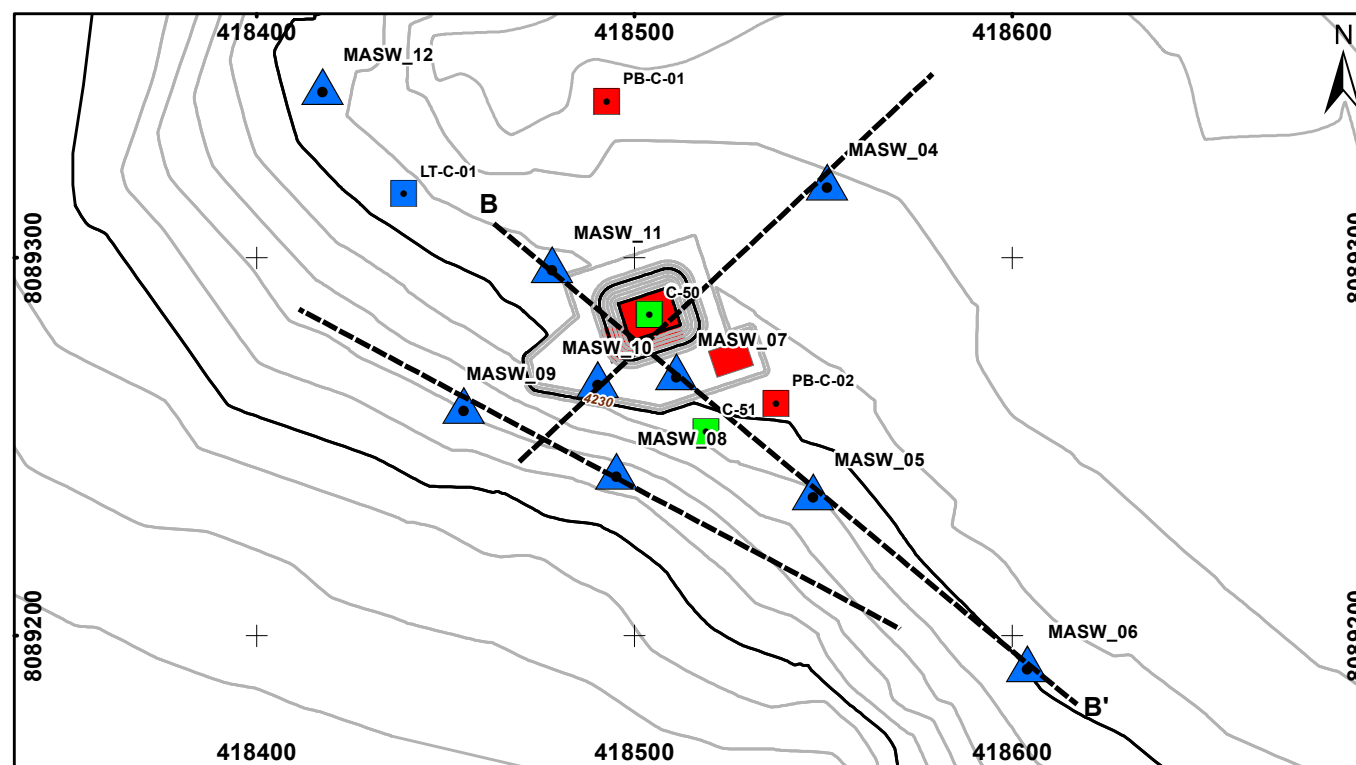 418400
418500
418600
N
MASW_12
PB-C-01
MASW_04
LT-C-01
B
MASW_11
8089300
8089300
C-50
MASW_10
MASW_07
MASW_09
PB-C-02
4230
C-51
MASW_08
MASW_05
8089200
8089200
MASW_06
B'
418400
418500
418600